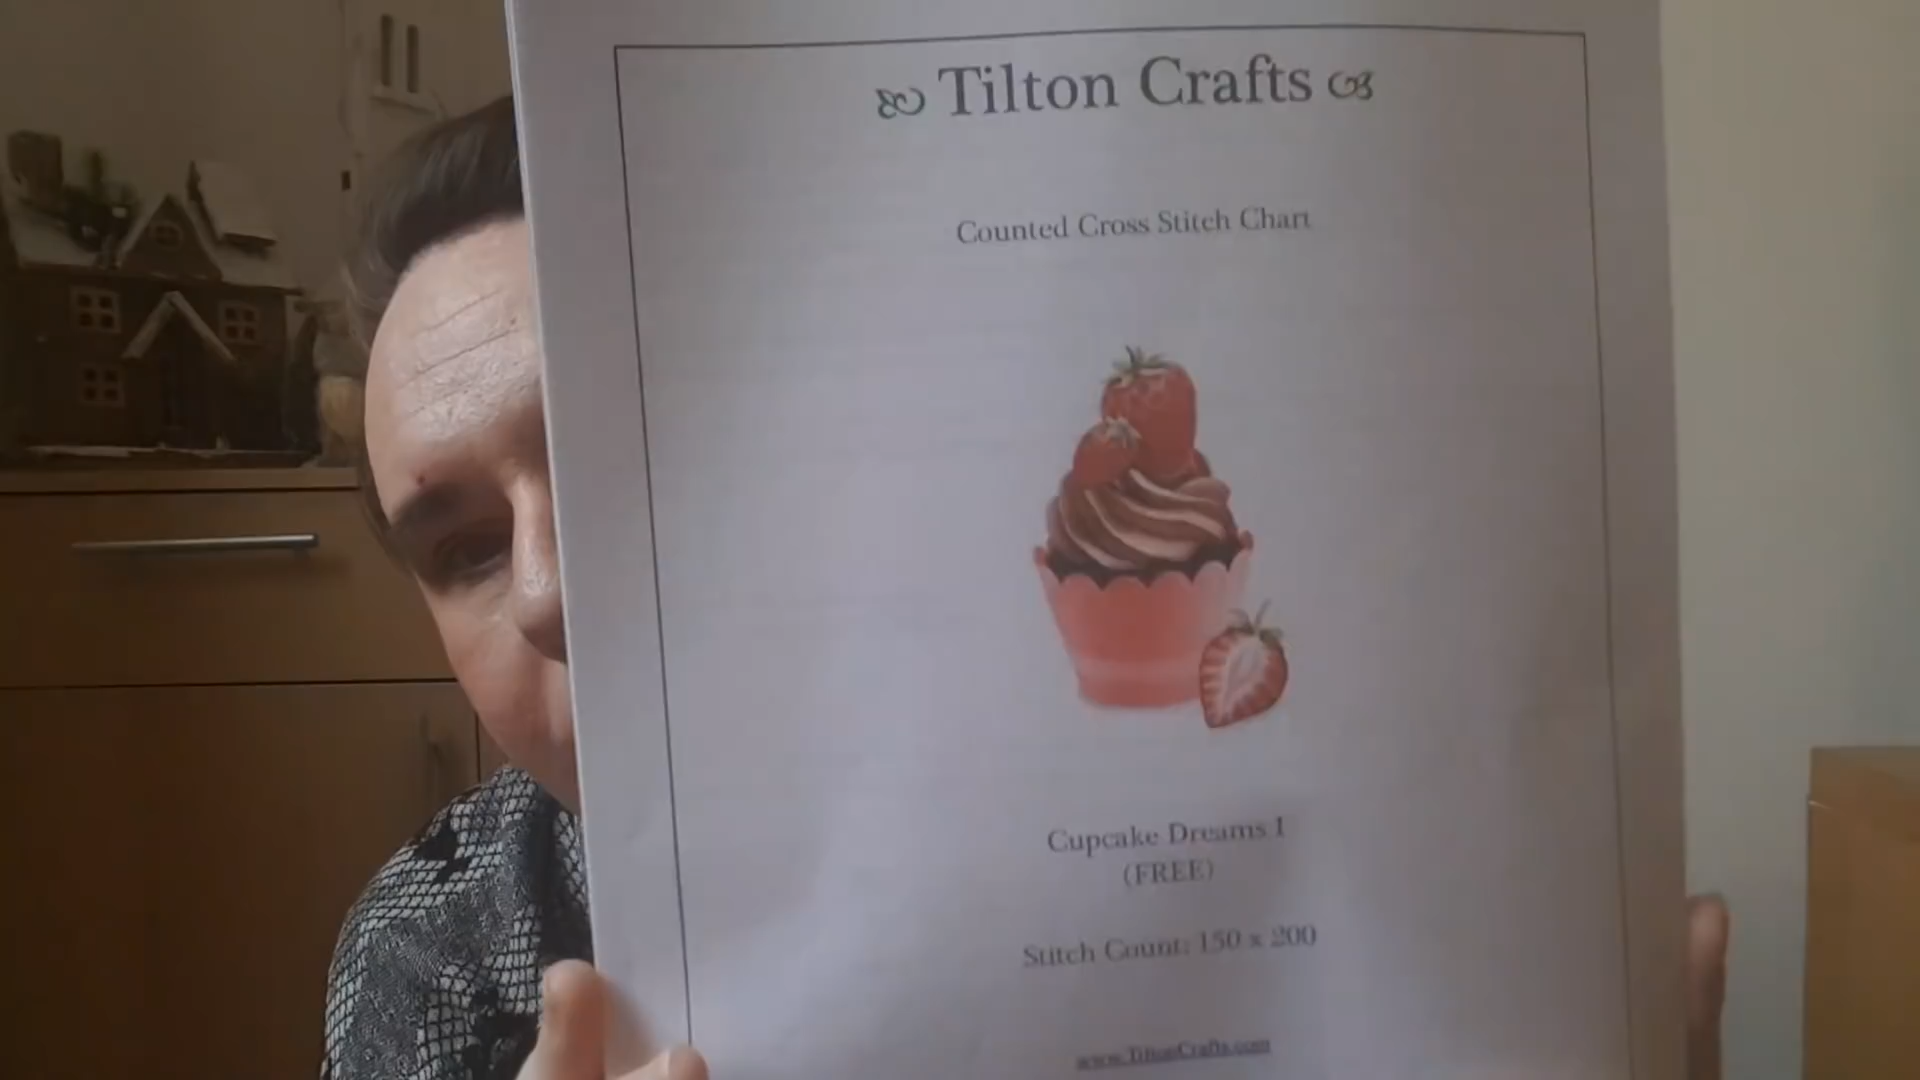 Tilton Crafts
Counted Cross Stitch Chart
Cupcake Dreams 1
(FREE)
Stitch Count: 150 x 200
www.TiltonCrafts.com